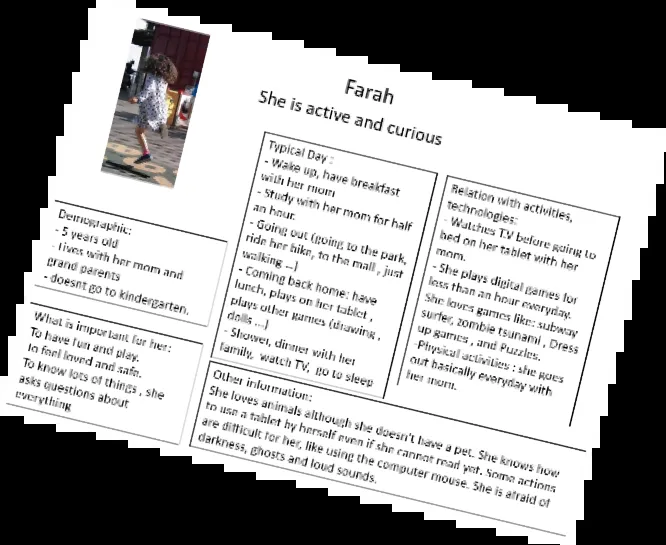 Farah
She is active and curious
Demographic:
- 5 years old
- Lives with her mom and
grand parents
- doesnt go to kindergarten.
What is important for her:
To have fun and play.
To feel loved and safe.
To know lots of things , she
asks questions about
everything
Typical Day :
- Wake up, have breakfast
with her mom
- Study with her mom for half
an hour.
- Going out (going to the park,
ride her bike, to the mall , just
walking ...)
- Coming back home: have
lunch, plays on her tablet ,
plays other games (drawing ,
dolls ...)
- Shower, dinner with her
family, watch TV, go to sleep
Relation with activities,
technologies:
- Watches T.V before going to
bed on her tablet with her
mom.
- She plays digital games for
less than an hour everyday.
She loves games like: subway
surfer, zombie tsunami , Dress
up games , and Puzzles.
-Physical activities : she goes
out basically everyday with
her mom.
Other information:
She loves animals although she doesn't have a pet. She knows how
to use a tablet by herself even if she cannot read yet. Some actions
are difficult for her, like using the computer mouse. She is afraid of
darkness, ghosts and loud sounds.